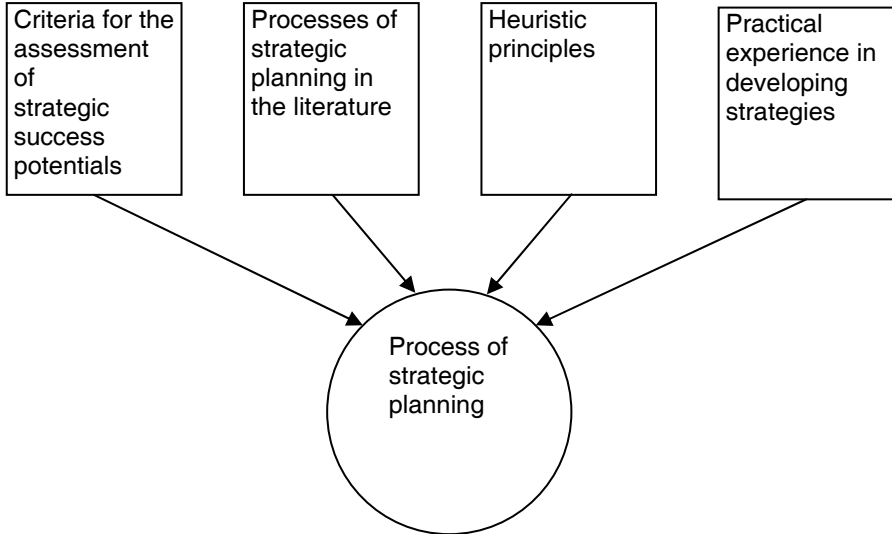 Criteria for the
assessment
of
strategic
success
potentials
Processes of
strategic
planning in
the literature
Heuristic
principles
Practical
experience in
developing
strategies
Process of
strategic
planning